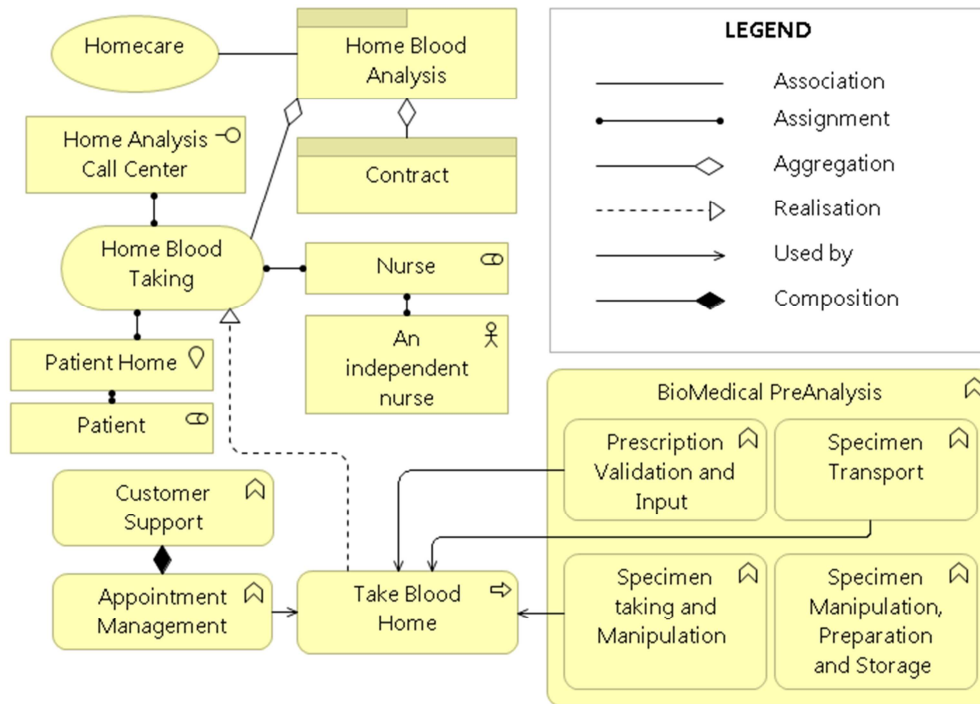 Homecare
Home Blood
Analysis
Home Analysis
Call Center
Contract
Home Blood
Taking
Nurse
An
independent
nurse
Patient Home
Patient
Customer
Support
Appointment
Management
Take Blood
Home
LEGEND
Association
Assignment
Aggregation
Realisation
Used by
Composition
BioMedical PreAnalysis
Prescription
Validation and
Input
Specimen
Transport
Specimen
taking and
Manipulation
Specimen
Manipulation,
Preparation
and Storage